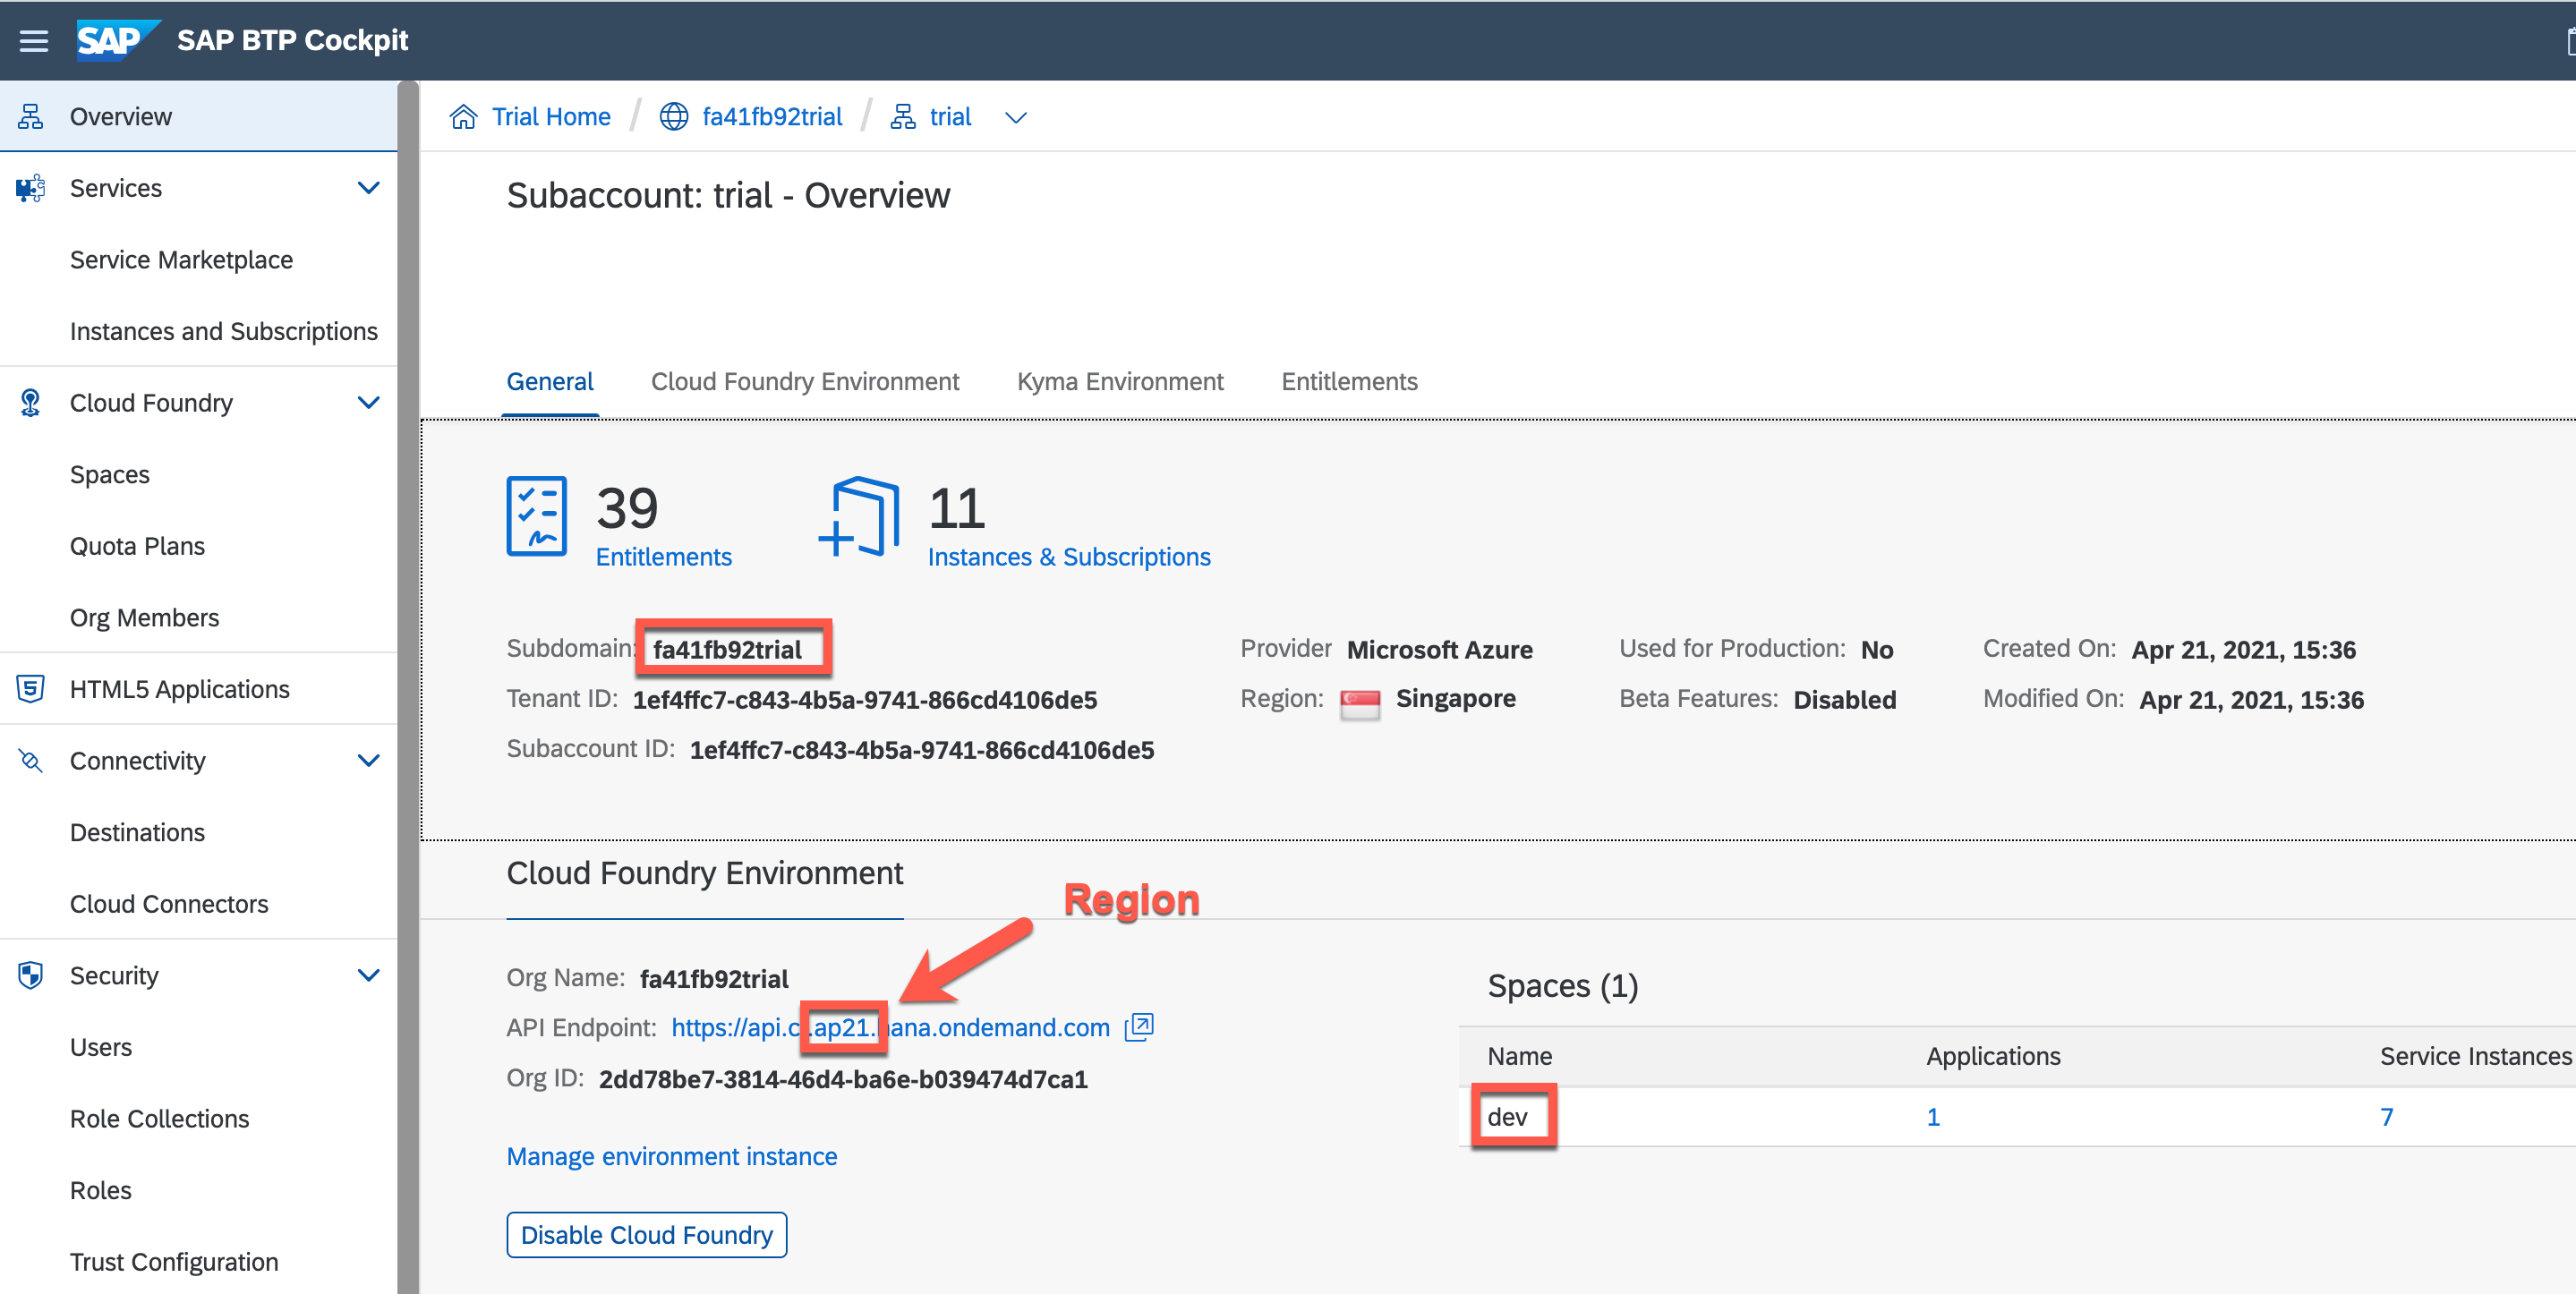 SAP SAP BTP Cockpit
Overview
Services
Service Marketplace
Instances and Subscriptions
Cloud Foundry
Spaces
Quota Plans
Org Members
HTML5 Applications
Connectivity
Destinations
Cloud Connectors
Security
Users
Role Collections
Roles
Trust Configuration
Trial Home / fa41fb92trial / trial
Subaccount: trial - Overview
General Cloud Foundry Environment Kyma Environment Entitlements
39
Entitlements
11
Instances & Subscriptions
Subdomain: fa41fb92trial
Tenant ID: 1ef4ffc7-c843-4b5a-9741-866cd4106de5
Subaccount ID: 1ef4ffc7-c843-4b5a-9741-866cd4106de5
Provider Microsoft Azure
Region: Singapore
Used for Production: No
Beta Features: Disabled
Created On: Apr 21, 2021, 15:36
Modified On: Apr 21, 2021, 15:36
Cloud Foundry Environment
Region
Org Name: fa41fb92trial
API Endpoint: https://api.cf.ap21.hana.ondemand.com
Org ID: 2dd78be7-3814-46d4-ba6e-b039474d7ca1
Manage environment instance
Disable Cloud Foundry
Spaces (1)
Name Applications Service Instances
dev 1 7